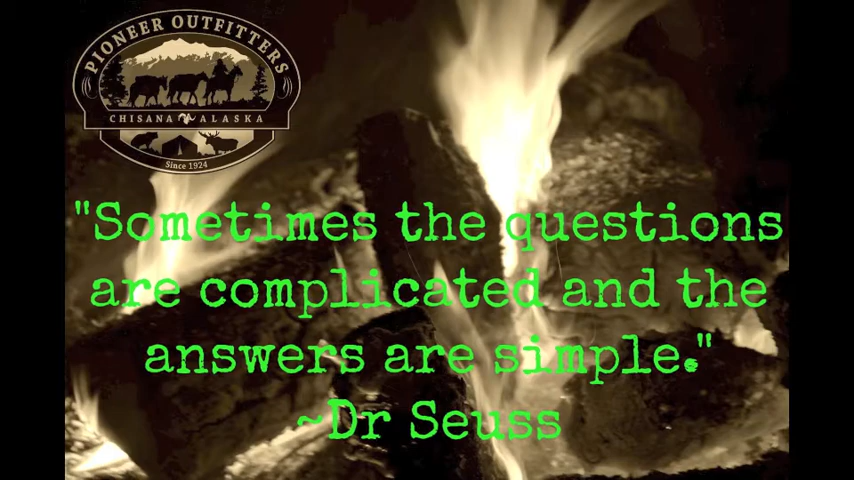 PIONEER OUTFITTERS
CHISANA ALASKA
Since 1924
"Sometimes the questions
are complicated and the
answers are simple."
~Dr Seuss